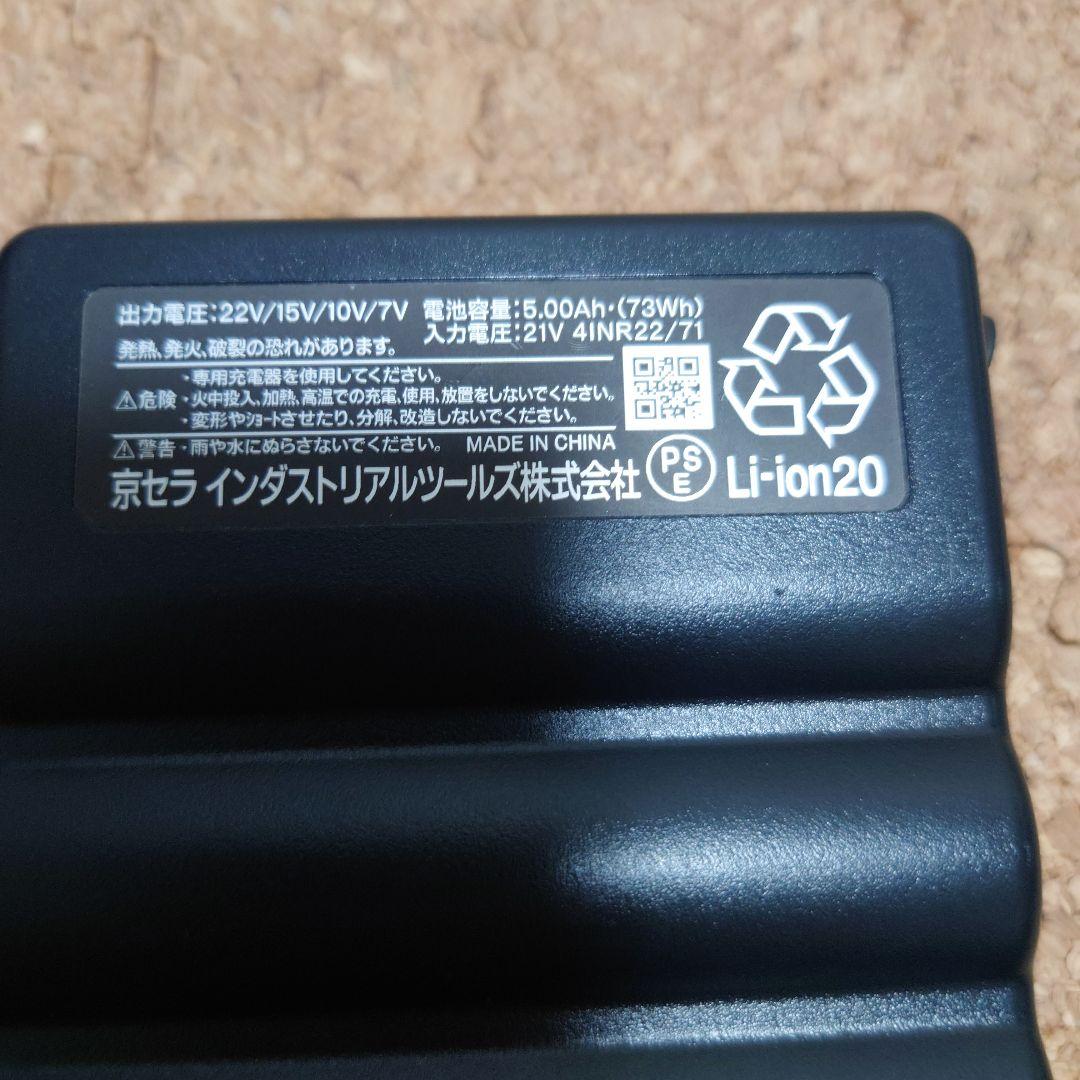 出力電圧:22V/15V/10V/7V 電池容量:5.00Ah・(73Wh)
入力電圧:21V 4INR22/71
発熱、発火、破裂の恐れがあります。
・専用充電器を使用してください。
⚠危険・火中投入、加熱、高温での充電、使用、放置をしないでください。
・変形やショートさせたり、分解、改造しないでください。
⚠警告・雨や水にぬらさないでください。 MADE IN CHINA
京セラ インダストリアルツールズ株式会社 PSE Li-ion20